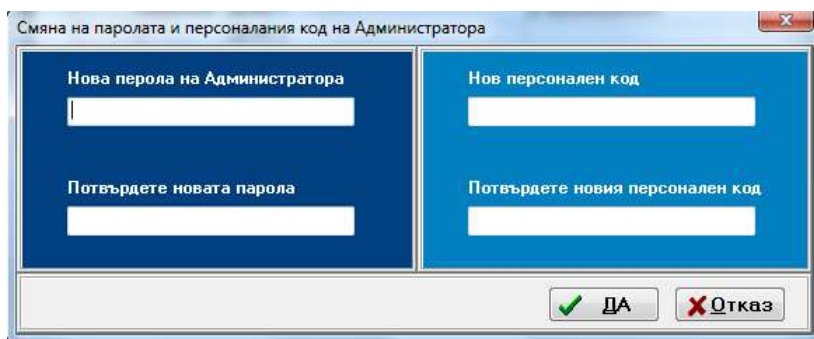 Смяна на паролата и персоналания код на Администратора
Нова перола на Администратора
Потвърдете новата парола
Нов персонален код
Потвърдете новия персонален код
ДА
Отказ